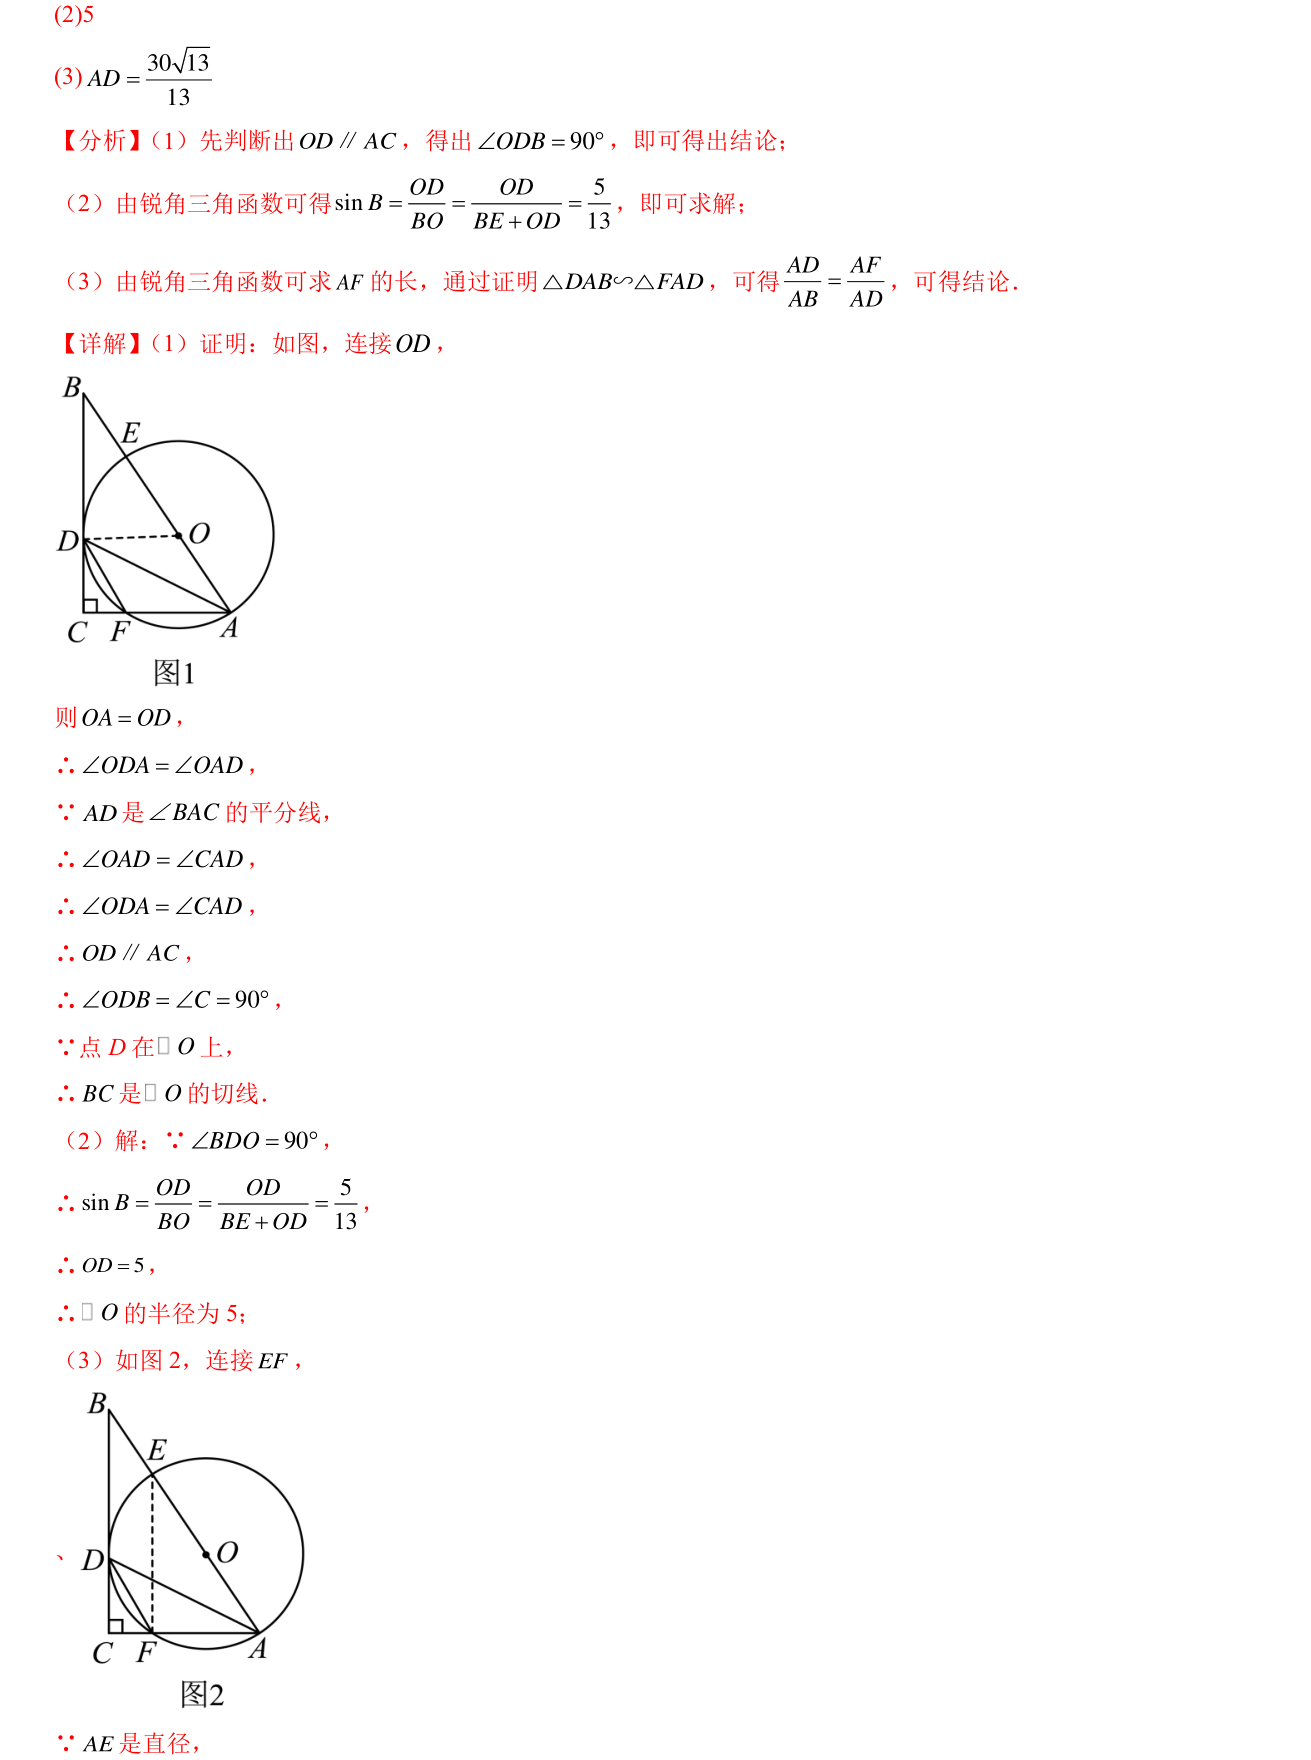 (2)5
(3) AD = 30√13/13
【分析】（1）先判断出 OD // AC，得出 ∠ODB = 90°，即可得出结论；
（2）由锐角三角函数可得 sin B = OD/BO = OD/(BE + OD) = 5/13，即可求解；
（3）由锐角三角函数可求 AF 的长，通过证明 △DAB∽△FAD，可得 AD/AB = AF/AD，可得结论．
【详解】（1）证明：如图，连接 OD，
B
E
D
O
C F A
图1
则 OA = OD，
∴ ∠ODA = ∠OAD，
∵ AD 是 ∠BAC 的平分线，
∴ ∠OAD = ∠CAD，
∴ ∠ODA = ∠CAD，
∴ OD // AC，
∴ ∠ODB = ∠C = 90°，
∵点 D 在□ O 上，
∴ BC 是□ O 的切线．
（2）解：∵ ∠BDO = 90°，
∴ sin B = OD/BO = OD/(BE + OD) = 5/13，
∴ OD = 5，
∴□ O 的半径为 5；
（3）如图 2，连接 EF，
B
E
、 D
O
C F A
图2
∵ AE 是直径，